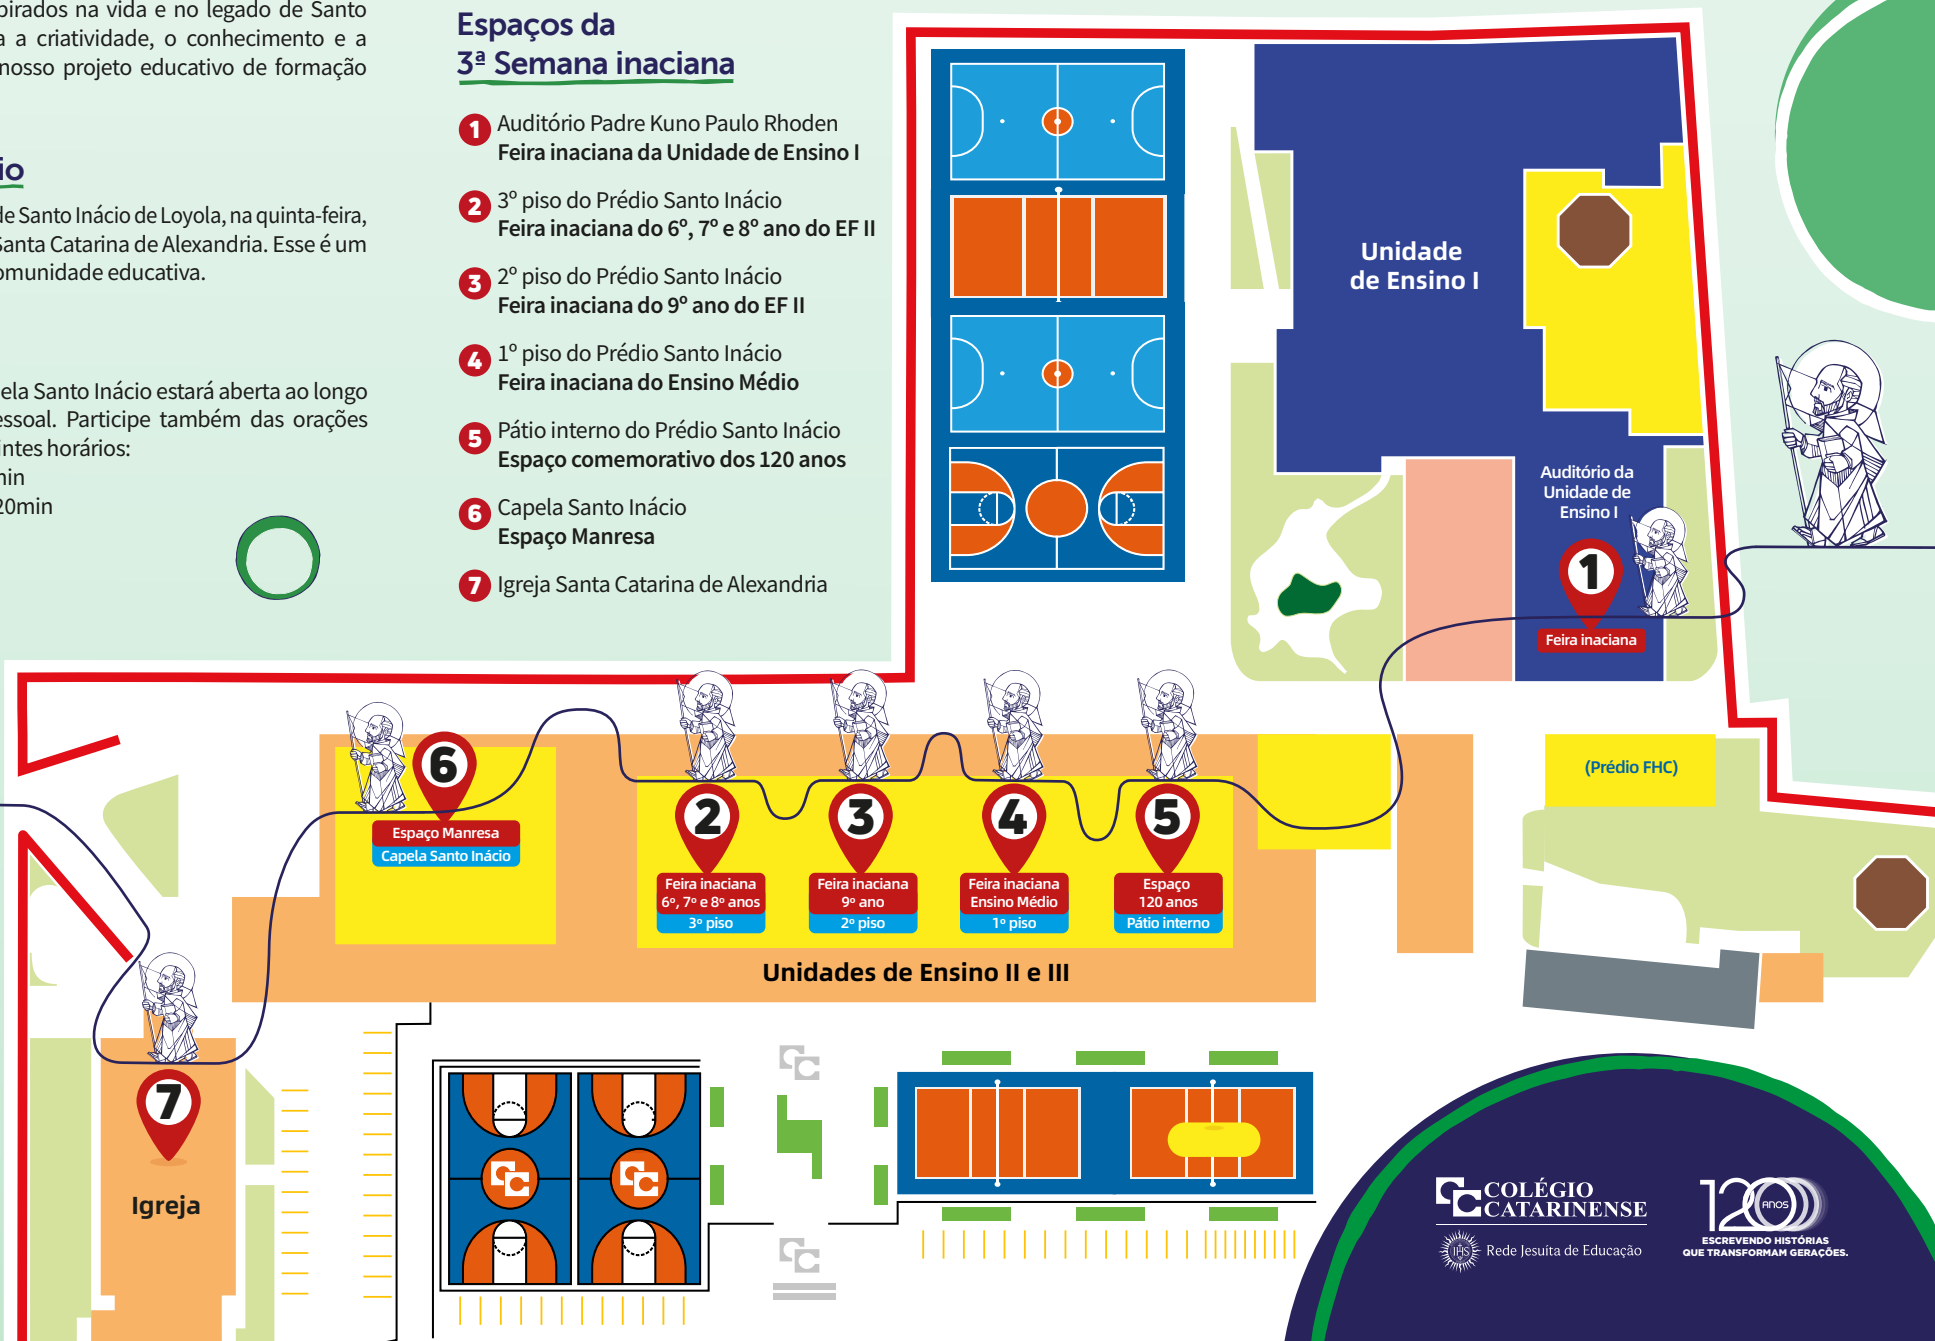 pirados na vida e no legado de Santo
a a criatividade, o conhecimento e a
nosso projeto educativo de formação
io
de Santo Inácio de Loyola, na quinta-feira,
Santa Catarina de Alexandria. Esse é um
omunidade educativa.
ela Santo Inácio estará aberta ao longo
essoal. Participe também das orações
intes horários:
min
20min
Espaços da
3ª Semana inaciana
1 Auditório Padre Kuno Paulo Rhoden
Feira inaciana da Unidade de Ensino I
2 3º piso do Prédio Santo Inácio
Feira inaciana do 6º, 7º e 8º ano do EF II
3 2º piso do Prédio Santo Inácio
Feira inaciana do 9º ano do EF II
4 1º piso do Prédio Santo Inácio
Feira inaciana do Ensino Médio
5 Pátio interno do Prédio Santo Inácio
Espaço comemorativo dos 120 anos
6 Capela Santo Inácio
Espaço Manresa
7 Igreja Santa Catarina de Alexandria
Unidade
de Ensino I
Auditório da
Unidade de
Ensino I
1
Feira inaciana
(Prédio FHC)
6
Espaço Manresa
Capela Santo Inácio
2
Feira inaciana
6º, 7º e 8º anos
3º piso
3
Feira inaciana
9º ano
2º piso
4
Feira inaciana
Ensino Médio
1º piso
5
Espaço
120 anos
Pátio interno
Unidades de Ensino II e III
7
Igreja
CC
CC
CC
CC
CC COLÉGIO
CATARINENSE
IHS Rede Jesuíta de Educação
120 ANOS
ESCREVENDO HISTÓRIAS
QUE TRANSFORMAM GERAÇÕES.